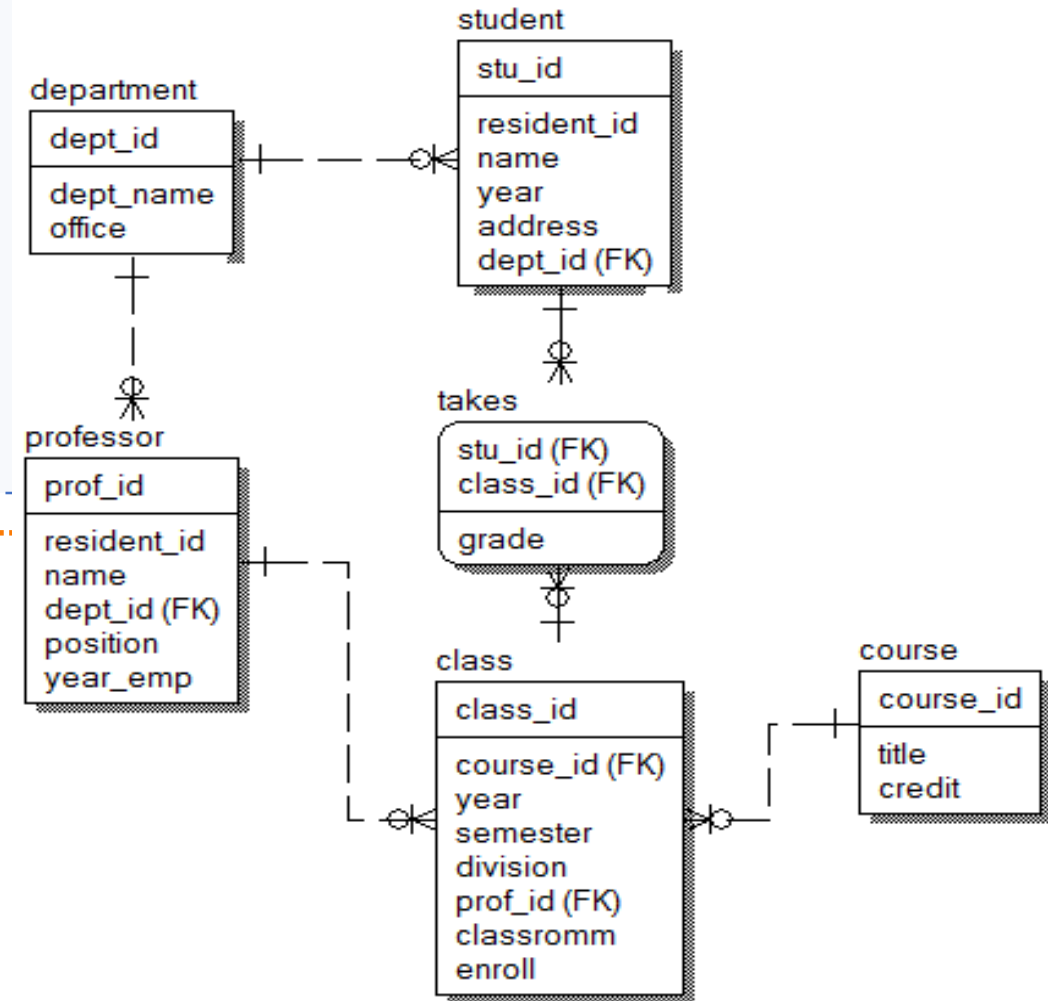 student
stu_id
resident_id
name
year
address
dept_id (FK)
department
dept_id
dept_name
office
takes
stu_id (FK)
class_id (FK)
grade
professor
prof_id
resident_id
name
dept_id (FK)
position
year_emp
class
class_id
course_id (FK)
year
semester
division
prof_id (FK)
classromm
enroll
course
course_id
title
credit